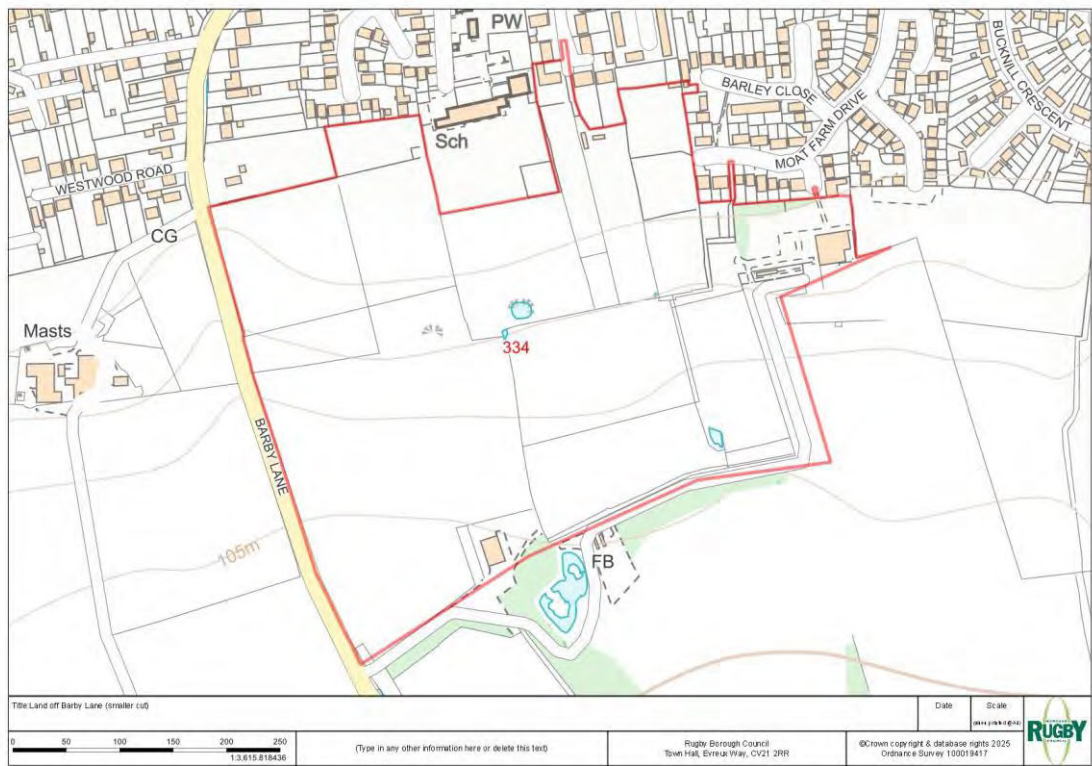 PW
BARLEY CLOSE
BUCKNILL CRESCENT
MOAT FARM DRIVE
Sch
WESTWOOD ROAD
CG
Masts
334
BARBY LANE
105m
FB
Title:Land off Barby Lane (smaller cut)
Date
Scale
0 50 100 150 200 250
1:3,615.818436
(Type in any other information here or delete this text)
Rugby Borough Council
Town Hall, Evreux Way, CV21 2RR
©Crown copyright & database rights 2025
Ordnance Survey 100019417
RUGBY